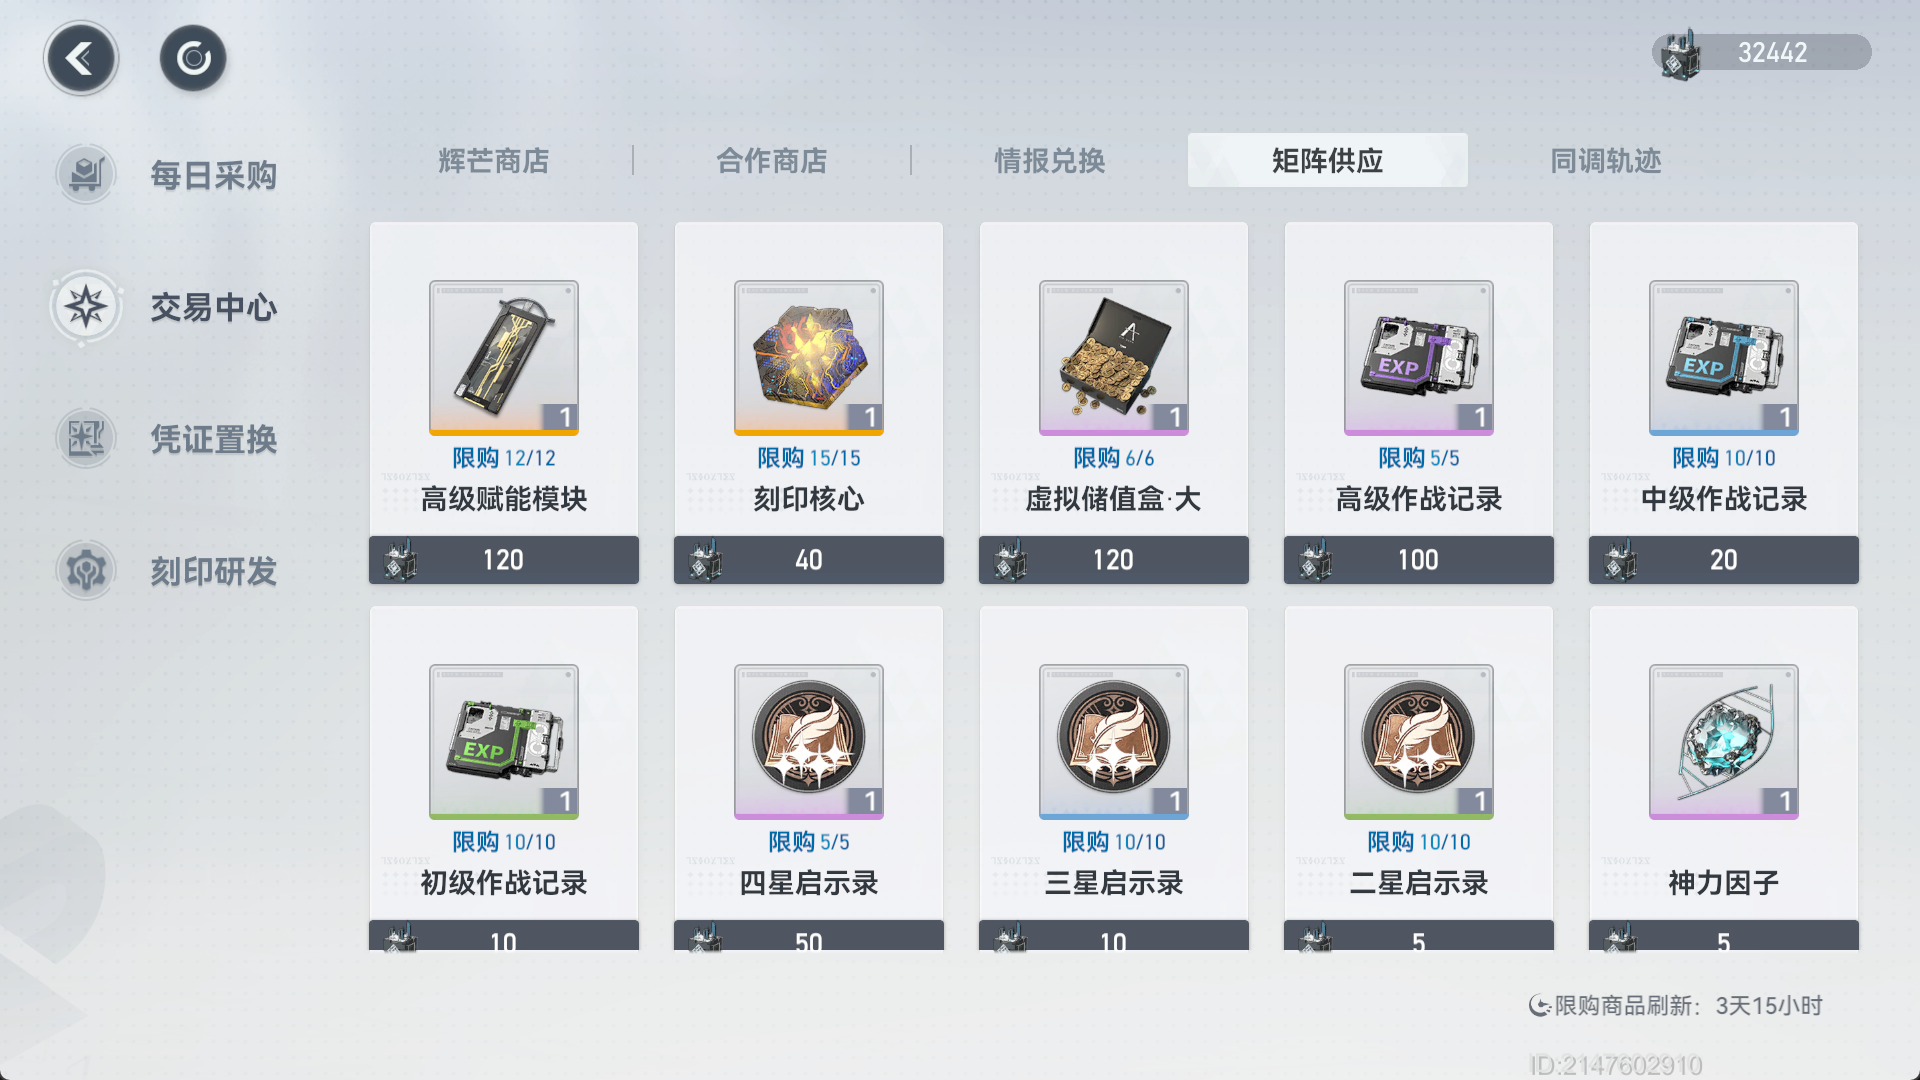 32442
辉芒商店
合作商店
情报兑换
矩阵供应
同调轨迹
每日采购
交易中心
凭证置换
刻印研发
1
限购 12/12
高级赋能模块
120
1
限购 15/15
刻印核心
40
A
1
限购 6/6
虚拟储值盒·大
120
EXP
1
限购 5/5
高级作战记录
100
EXP
1
限购 10/10
中级作战记录
20
EXP
1
限购 10/10
初级作战记录
10
1
限购 5/5
四星启示录
50
1
限购 10/10
三星启示录
10
1
限购 10/10
二星启示录
5
1
神力因子
5
限购商品刷新：3天15小时
ID:2147602910